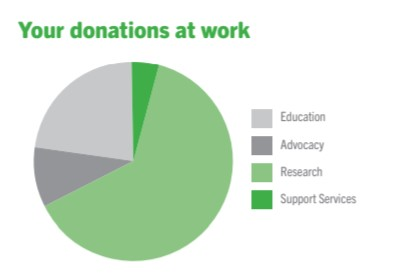 Your donations at work
Education
Advocacy
Research
Support Services